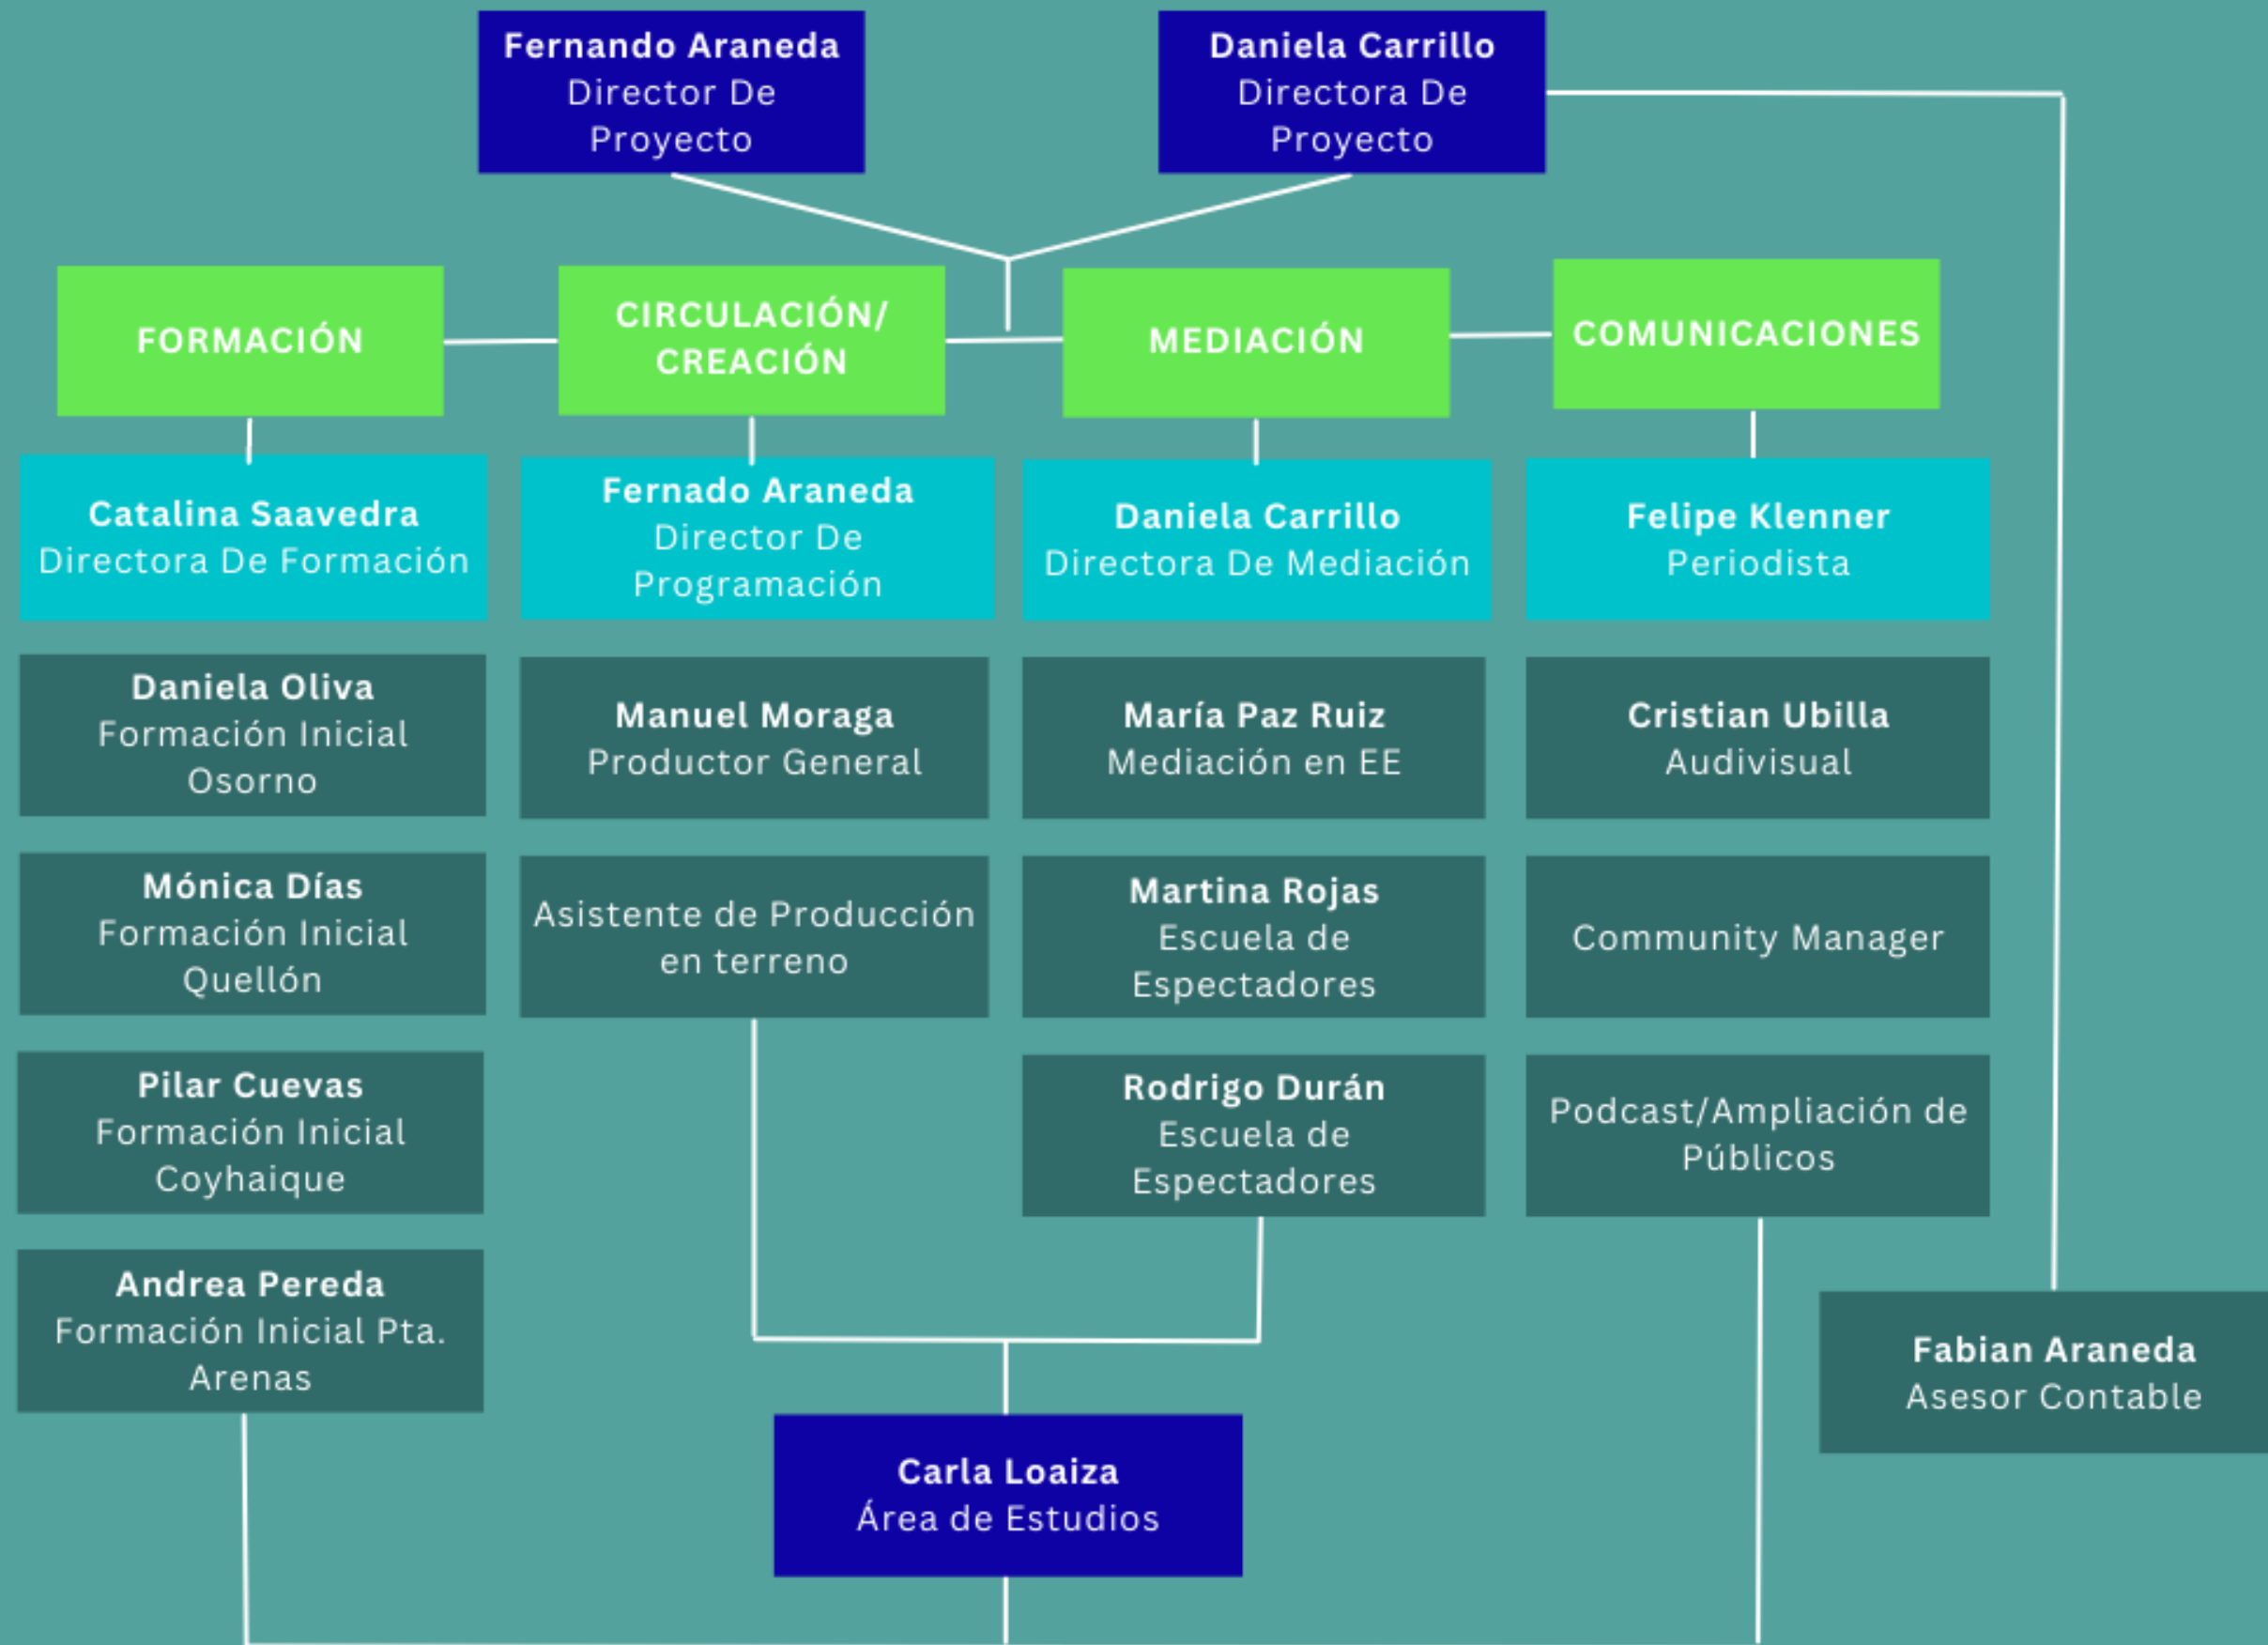 Fernando Araneda
Director De
Proyecto
Daniela Carrillo
Directora De
Proyecto
FORMACIÓN
CIRCULACIÓN/
CREACIÓN
MEDIACIÓN
COMUNICACIONES
Catalina Saavedra
Directora De Formación
Fernado Araneda
Director De
Programación
Daniela Carrillo
Directora De Mediación
Felipe Klenner
Periodista
Daniela Oliva
Formación Inicial
Osorno
Manuel Moraga
Productor General
María Paz Ruiz
Mediación en EE
Cristian Ubilla
Audivisual
Mónica Días
Formación Inicial
Quellón
Asistente de Producción
en terreno
Martina Rojas
Escuela de
Espectadores
Community Manager
Pilar Cuevas
Formación Inicial
Coyhaique
Rodrigo Durán
Escuela de
Espectadores
Podcast/Ampliación de
Públicos
Andrea Pereda
Formación Inicial Pta.
Arenas
Fabian Araneda
Asesor Contable
Carla Loaiza
Área de Estudios